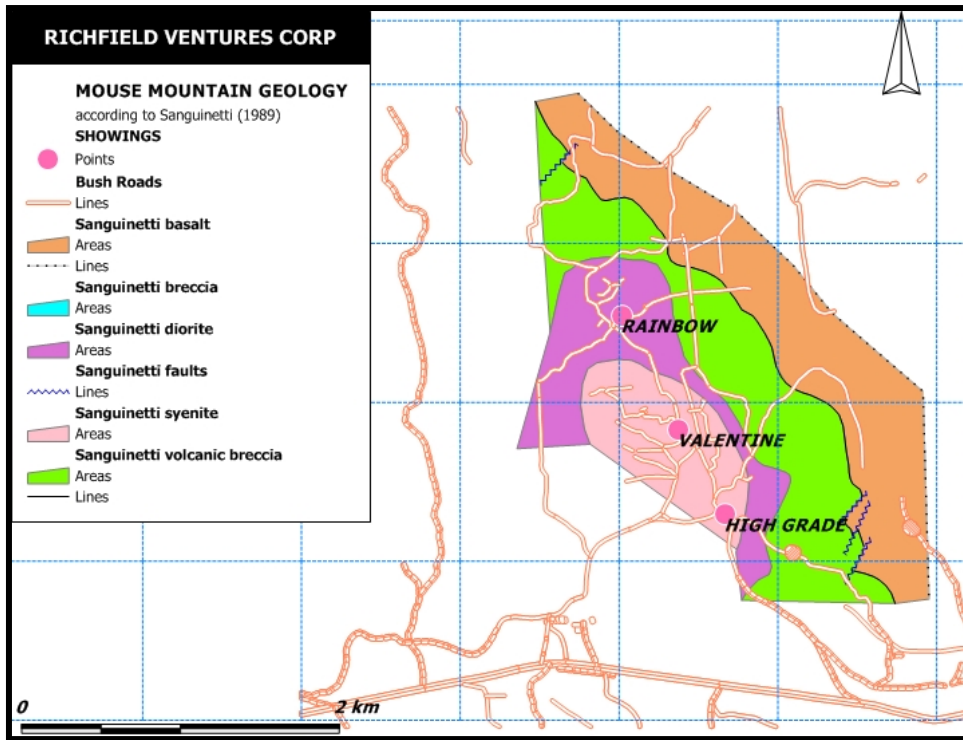 RICHFIELD VENTURES CORP
MOUSE MOUNTAIN GEOLOGY
according to Sanguinetti (1989)
SHOWINGS
Points
Bush Roads
Lines
Sanguinetti basalt
Areas
Lines
Sanguinetti breccia
Areas
Sanguinetti diorite
Areas
Sanguinetti faults
Lines
Sanguinetti syenite
Areas
Sanguinetti volcanic breccia
Areas
Lines
RAINBOW
VALENTINE
HIGH GRADE
0 2 km